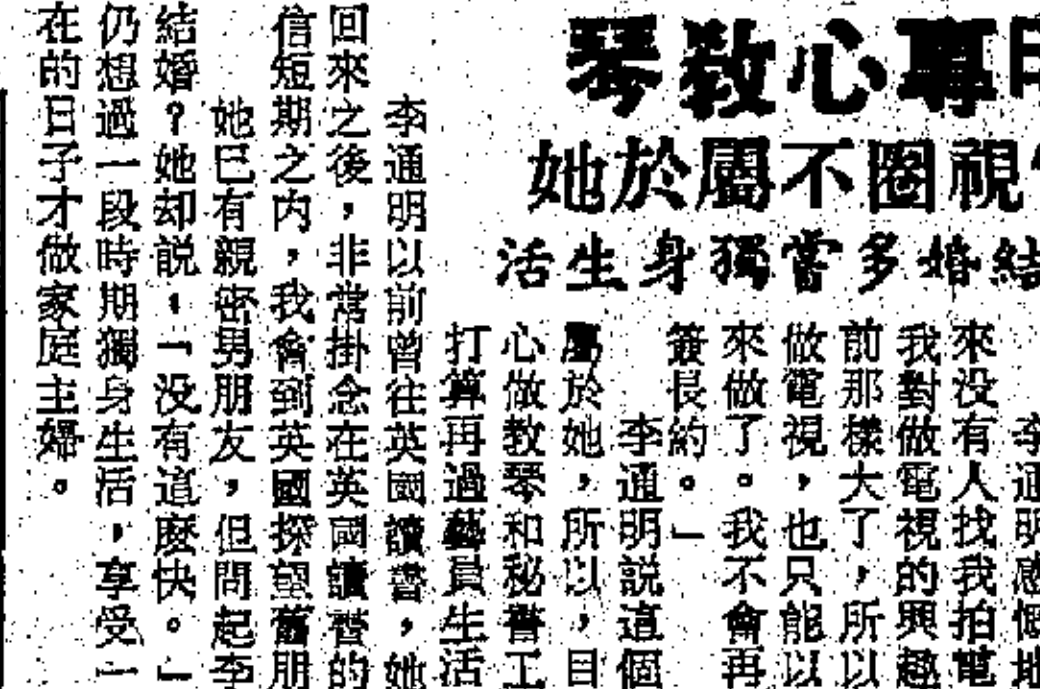 專心教琴
視圈不屬於她
結婚多嘗獨身生活
李通明感慨地
來没有人找我拍電
我對做電視的興趣
前那樣大了，所以
做電視，也只能以
來做了。我不會再
簽長約。」
李通明説這個
屬於她，所以，目
心做教琴和秘書工
打算再過藝員生活
李通明以前曾往英國讀書，她
回來之後，非常掛念在英國讀書的
信短期之内，我會到英國探望舊朋
她已有親密男朋友，但問起李
結婚？她却説：「没有這麽快。」
仍想過一段時期獨身生活，享受一
在的日子才做家庭主婦。